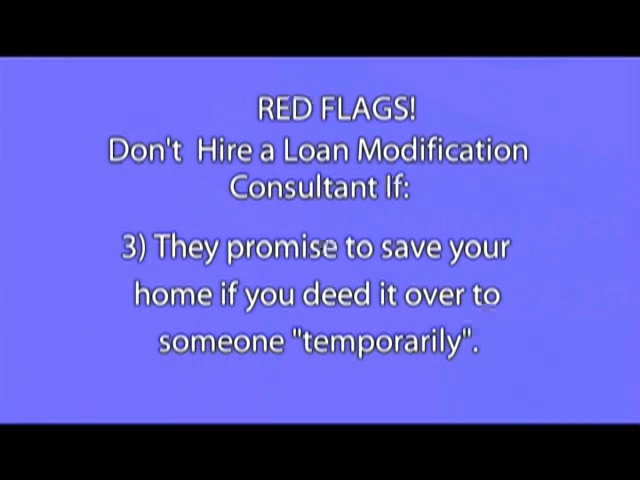 RED FLAGS!
Don't Hire a Loan Modification
Consultant If:
3) They promise to save your
home if you deed it over to
someone "temporarily".